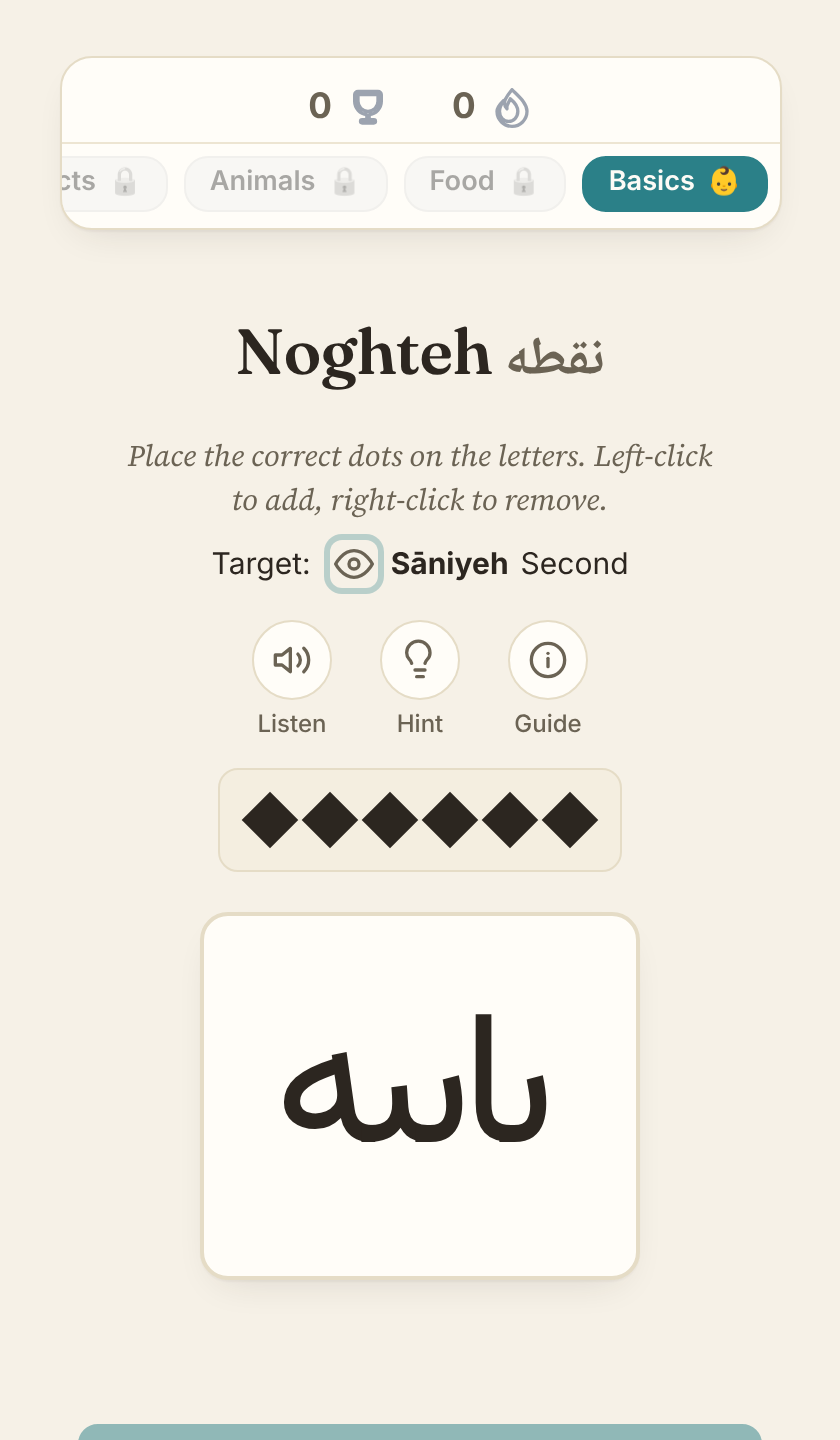 0 0
cts Animals Food Basics
Noghteh نقطه
Place the correct dots on the letters. Left-click
to add, right-click to remove.
Target: Sāniyeh Second
Listen Hint Guide
ىاىىه